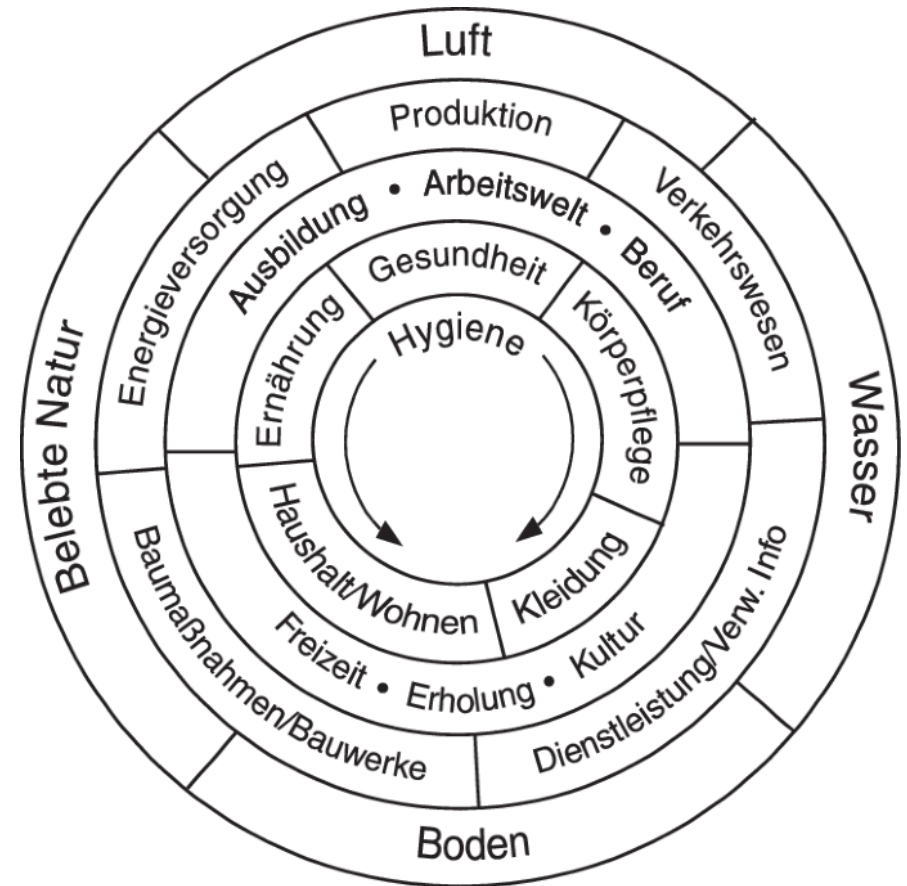 Luft
Produktion
Verkehrswesen
Energieversorgung
Ausbildung • Arbeitswelt • Beruf
Gesundheit
Körperpflege
Ernährung
Hygiene
Belebte Natur
Wasser
Haushalt/Wohnen
Kleidung
Freizeit • Erholung • Kultur
Baumaßnahmen/Bauwerke
Dienstleistung/Verw. Info
Boden